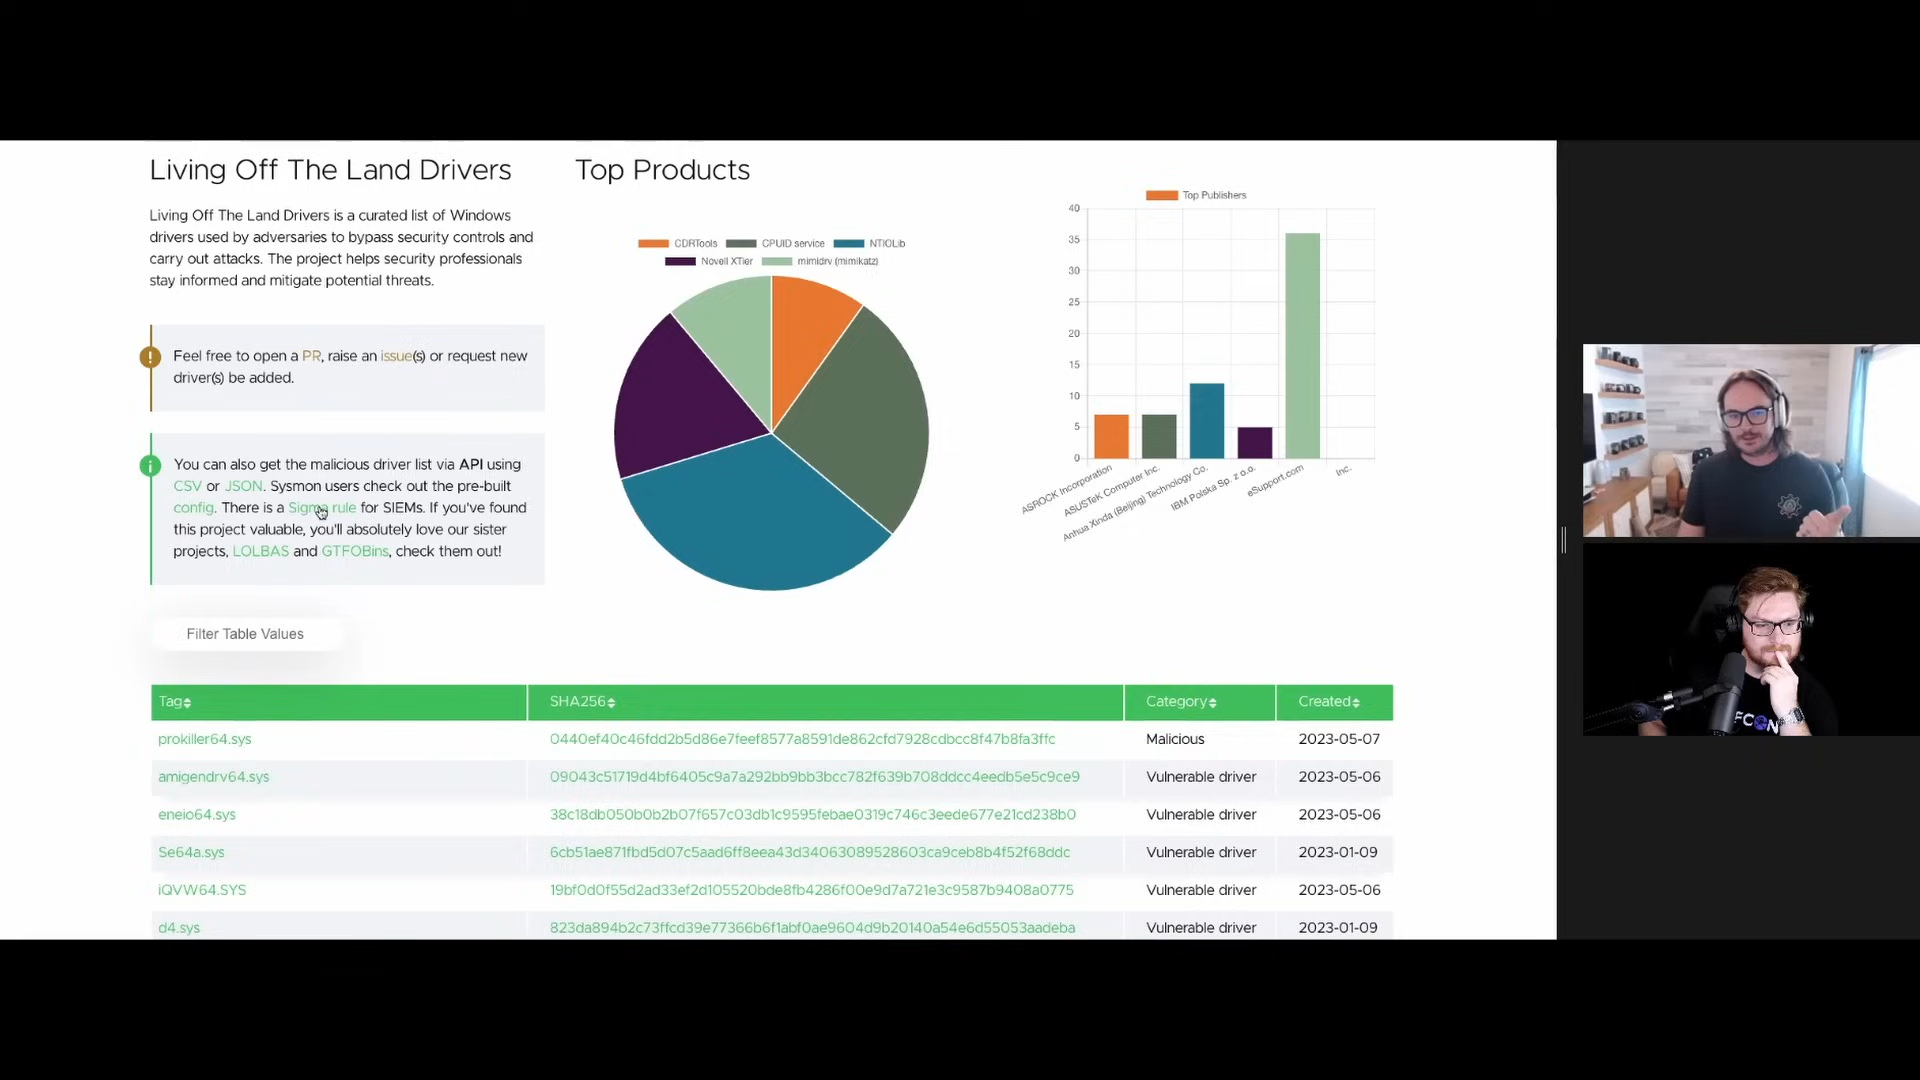 Living Off The Land Drivers
Living Off The Land Drivers is a curated list of Windows
drivers used by adversaries to bypass security controls and
carry out attacks. The project helps security professionals
stay informed and mitigate potential threats.
Feel free to open a PR, raise an issue(s) or request new
driver(s) be added.
You can also get the malicious driver list via API using
CSV or JSON. Sysmon users check out the pre-built
config. There is a Sigma rule for SIEMs. If you've found
this project valuable, you'll absolutely love our sister
projects, LOLBAS and GTFOBins, check them out!
Top Products
CDRTools CPUID service NTIOLib
Novell XTier mimidrv (mimikatz)
Top Publishers
40
35
30
25
20
15
10
5
0
ASROCK Incorporation
ASUSTeK Computer Inc.
Anhua Xinda (Beijing) Technology Co.
IBM Polska Sp. z o.o.
eSupport.com
Inc.
Filter Table Values
Tag SHA256 Category Created
prokiller64.sys 0440ef40c46fdd2b5d86e7feef8577a8591de862cfd7928cdbcc8f47b8fa3ffc Malicious 2023-05-07
amigendrv64.sys 09043c51719d4bf6405c9a7a292bb9bb3bcc782f639b708ddcc4eedb5e5c9ce9 Vulnerable driver 2023-05-06
eneio64.sys 38c18db050b0b2b07f657c03db1c9595febae0319c746c3eede677e21cd238b0 Vulnerable driver 2023-05-06
Se64a.sys 6cb51ae871fbd5d07c5aad6ff8eea43d34063089528603ca9ceb8b4f52f68ddc Vulnerable driver 2023-01-09
iQVW64.SYS 19bf0d0f55d2ad33ef2d105520bde8fb4286f00e9d7a721e3c9587b9408a0775 Vulnerable driver 2023-05-06
d4.sys 823da894b2c73ffcd39e77366b6f1abf0ae9604d9b20140a54e6d55053aadeba Vulnerable driver 2023-01-09